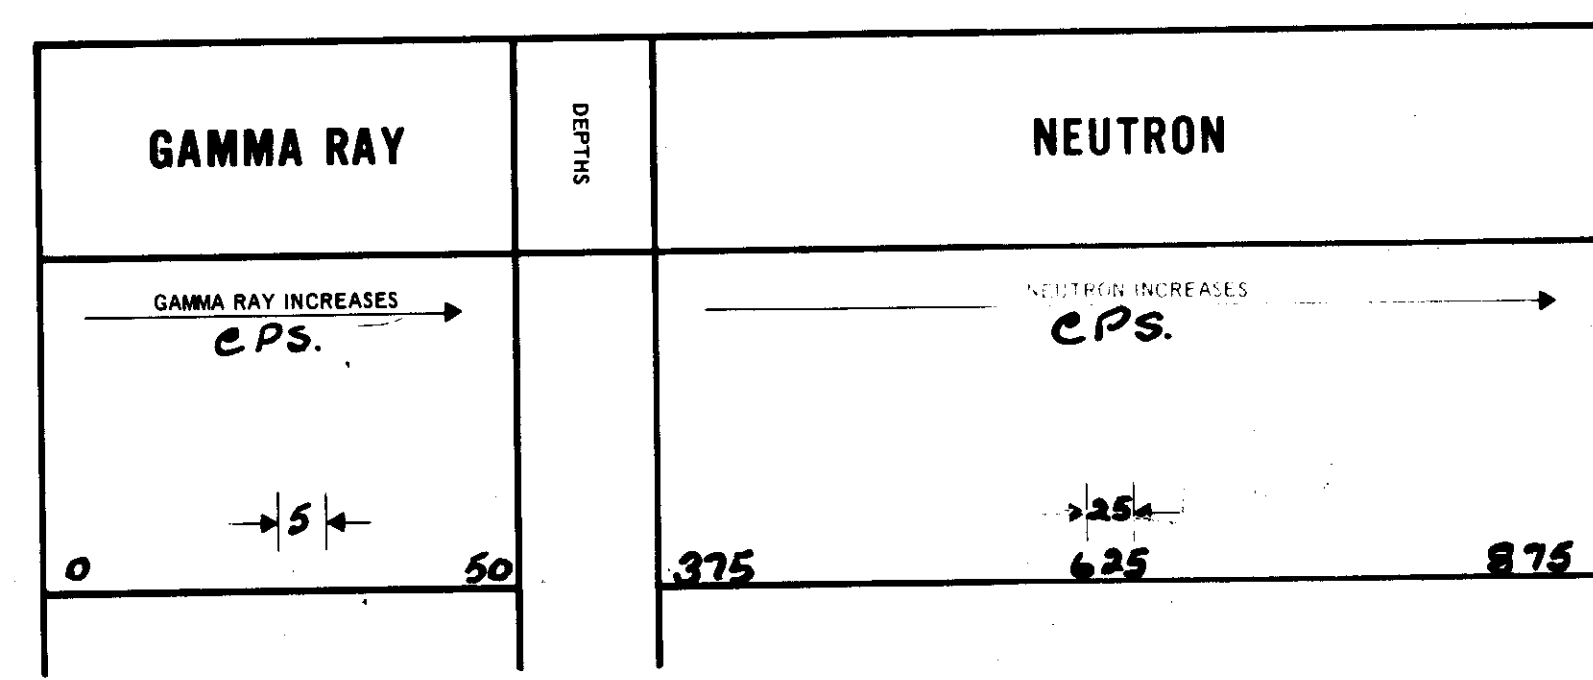 GAMMA RAY
DEPTHS
NEUTRON
GAMMA RAY INCREASES
CPS.
NEUTRON INCREASES
CPS.
5
25
0
50
375
625
875